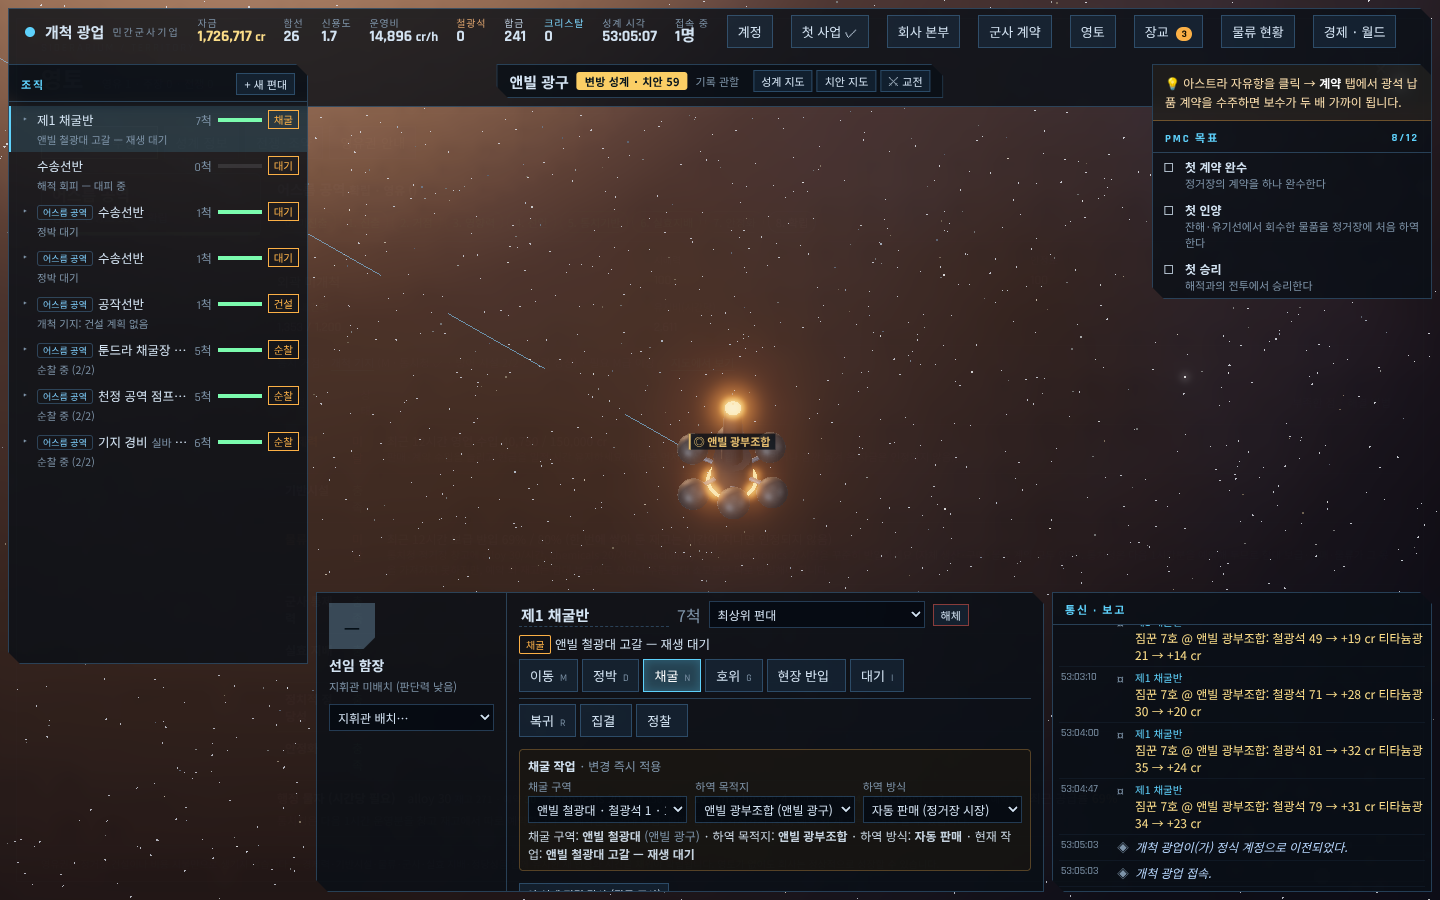 개척 광업 민간군사기업
자금 1,726,717 cr
함선 26
신용도 1.7
운영비 14,896 cr/h
철광석 0
합금 241
크리스탈 0
성계 시각 53:05:07
접속 중 1명
계정
첫 사업 ✓
회사 본부
군사 계약
영토
장교 3
물류 현황
경제 · 월드
조직
+ 새 편대
제1 채굴반 7척 채굴
앤빌 철광대 고갈 — 재생 대기
수송선반 0척 대기
해적 회피 — 대피 중
어스름 공역 수송선반 1척 대기
정박 대기
어스름 공역 수송선반 1척 대기
정박 대기
어스름 공역 공작선반 1척 건설
개척 기지: 건설 계획 없음
어스름 공역 툰드라 채굴장 ··· 5척 순찰
순찰 중 (2/2)
어스름 공역 천정 공역 점프··· 5척 순찰
순찰 중 (2/2)
어스름 공역 기지 경비 실바 ··· 6척 순찰
순찰 중 (2/2)
앤빌 광구 변방 성계 · 치안 59 기록 관할 성계 지도 치안 지도 ⚔ 교전
💡 아스트라 자유항을 클릭 → 계약 탭에서 광석 납
품 계약을 수주하면 보수가 두 배 가까이 됩니다.
PMC 목표 8/12
☐ 첫 계약 완수
정거장의 계약을 하나 완수한다
☐ 첫 인양
잔해·유기선에서 회수한 물품을 정거장에 처음 하역
한다
☐ 첫 승리
해적과의 전투에서 승리한다
◎ 앤빌 광부조합
—
선임 함장
지휘관 미배치 (판단력 낮음)
지휘관 배치···
제1 채굴반 7척 최상위 편대 해체
채굴 앤빌 철광대 고갈 — 재생 대기
이동 M
정박 D
채굴 N
호위 G
현장 반입
대기 I
복귀 R
집결
정찰
채굴 작업 · 변경 즉시 적용
채굴 구역
하역 목적지
하역 방식
앤빌 철광대 · 철광석 1 ·
앤빌 광부조합 (앤빌 광구)
자동 판매 (정거장 시장)
채굴 구역: 앤빌 철광대 (앤빌 광구) · 하역 목적지: 앤빌 광부조합 · 하역 방식: 자동 판매 · 현재 작
업: 앤빌 철광대 고갈 — 재생 대기
통신 · 보고
짐꾼 7호 @ 앤빌 광부조합: 철광석 49 → +19 cr 티타늄광
21 → +14 cr
53:03:10 ¤ 제1 채굴반
짐꾼 7호 @ 앤빌 광부조합: 철광석 71 → +28 cr 티타늄광
30 → +20 cr
53:04:00 ¤ 제1 채굴반
짐꾼 7호 @ 앤빌 광부조합: 철광석 81 → +32 cr 티타늄광
35 → +24 cr
53:04:47 ¤ 제1 채굴반
짐꾼 7호 @ 앤빌 광부조합: 철광석 79 → +31 cr 티타늄광
34 → +23 cr
53:05:03 ◈ 개척 광업이(가) 정식 계정으로 이전되었다.
53:05:03 ◈ 개척 광업 접속.